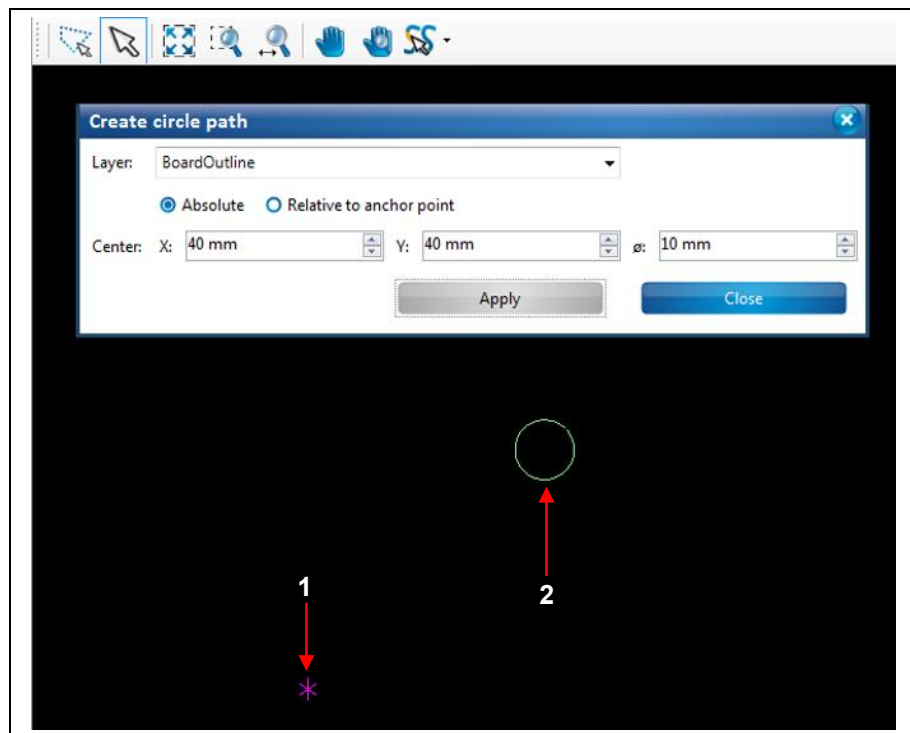 Create circle path
Layer: BoardOutline
Absolute Relative to anchor point
Center: X: 40 mm Y: 40 mm ø: 10 mm
Apply Close
1
2